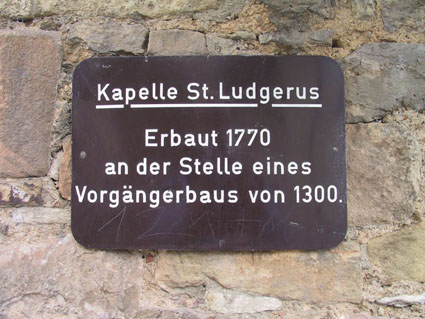 Kapelle St. Ludgerus
Erbaut 1770
an der Stelle eines
Vorgängerbaus von 1300.